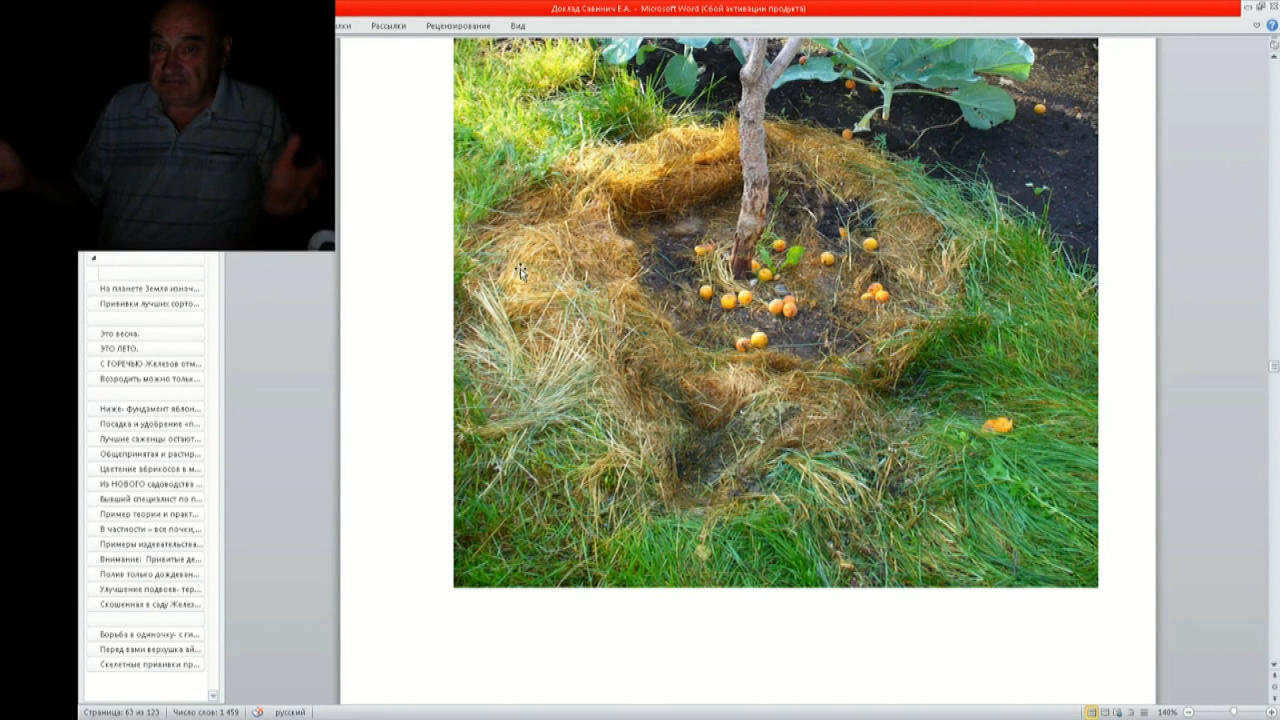 Доклад Савинич Е.А. - Microsoft Word (Сбой активации продукта)
лки Рассылки Рецензирование Вид
На планете Земля изнач...
Прививки лучших сорто...
Это весна.
ЭТО ЛЕТО.
С ГОРЕЧЬЮ Железов отм...
Возродить можно тольк...
Ниже- фундамент яблон...
Посадка и удобрение «п...
Лучшие саженцы остают...
Общепринятая и растир...
Цветение абрикосов в м...
Из НОВОГО садоводства ...
Бывший специалист по п...
Пример теории и практ...
В частности – все почки,...
Примеры издевательства...
Внимание: Привитые де...
Полив только дождеван...
Улучшение подвоев- тер...
Скошенная в саду Желез...
Борьба в одиночку- с ги...
Перед вами верхушка ай...
Скелетные прививки пр...
Страница: 63 из 123 Число слов: 1 459 русский 140%